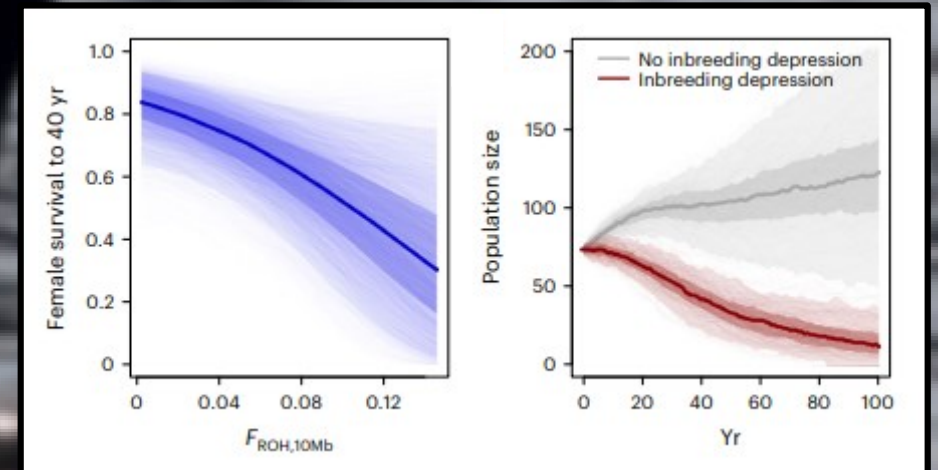 Female survival to 40 yr
1.0
0.8
0.6
0.4
0.2
0
0 0.04 0.08 0.12
F_ROH,10Mb
Population size
200
150
100
50
0
No inbreeding depression
Inbreeding depression
0 20 40 60 80 100
Yr